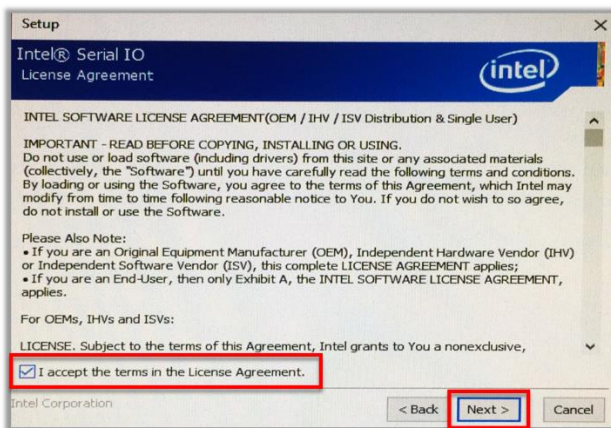 Setup
Intel® Serial IO
License Agreement
intel
INTEL SOFTWARE LICENSE AGREEMENT(OEM / IHV / ISV Distribution & Single User)
IMPORTANT - READ BEFORE COPYING, INSTALLING OR USING.
Do not use or load software (including drivers) from this site or any associated materials
(collectively, the "Software") until you have carefully read the following terms and conditions.
By loading or using the Software, you agree to the terms of this Agreement, which Intel may
modify from time to time following reasonable notice to You. If you do not wish to so agree,
do not install or use the Software.
Please Also Note:
• If you are an Original Equipment Manufacturer (OEM), Independent Hardware Vendor (IHV)
or Independent Software Vendor (ISV), this complete LICENSE AGREEMENT applies;
• If you are an End-User, then only Exhibit A, the INTEL SOFTWARE LICENSE AGREEMENT,
applies.
For OEMs, IHVs and ISVs:
LICENSE. Subject to the terms of this Agreement, Intel grants to You a nonexclusive,
I accept the terms in the License Agreement.
Intel Corporation
< Back
Next >
Cancel